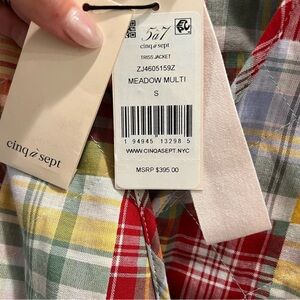 cinq à sept
5à7
cinq à sept
TRISS JACKET
ZJ4605159Z
MEADOW MULTI
S
1 94945 13298 5
WWW.CINQASEPT.NYC
MSRP $395.00